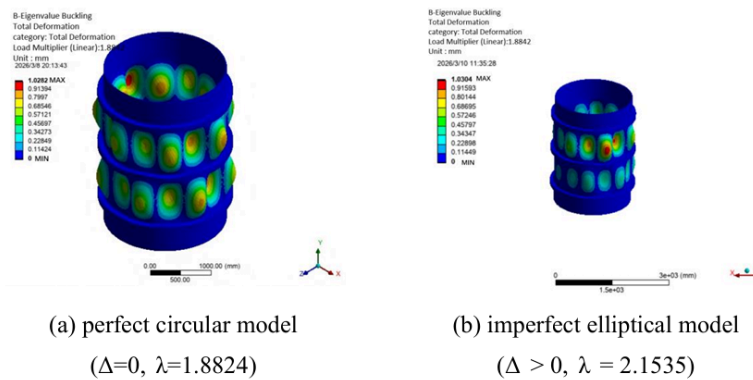 B-Eigenvalue Buckling
Total Deformation
category: Total Deformation
Load Multiplier (Linear):1.88
Unit : mm
2026/3/8 20:13:43
1.0282 MAX
0.91394
0.7997
0.68546
0.57121
0.45697
0.34273
0.22849
0.11424
0 MIN
0.00
1000.00 (mm)
500.00
Y
Z
X
(a) perfect circular model
(Δ=0, λ=1.8824)
B-Eigenvalue Buckling
Total Deformation
category: Total Deformation
Load Multiplier (Linear):1.8842
Unit : mm
2026/3/10 11:35:28
1.0304 MAX
0.91593
0.80144
0.68695
0.57246
0.45797
0.34347
0.22898
0.11449
0 MIN
0
3e+03 (mm)
1.5e+03
X
(b) imperfect elliptical model
(Δ > 0, λ = 2.1535)